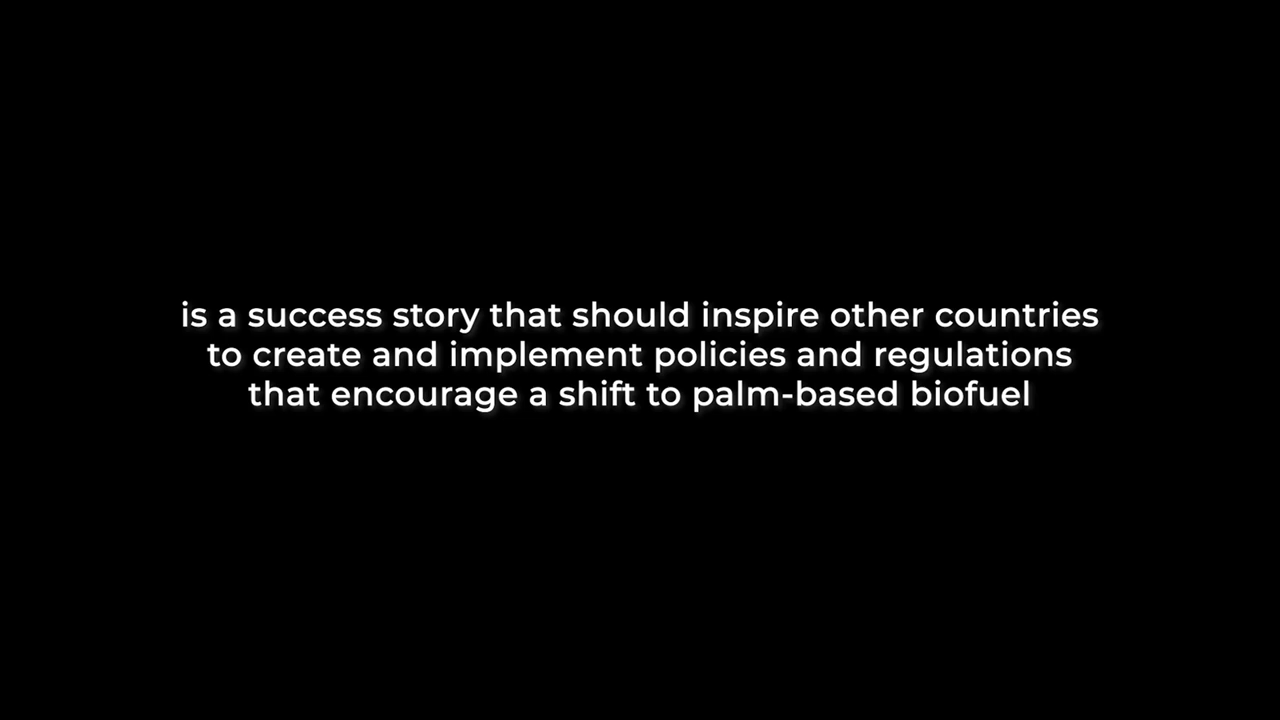 is a success story that should inspire other countries
to create and implement policies and regulations
that encourage a shift to palm-based biofuel